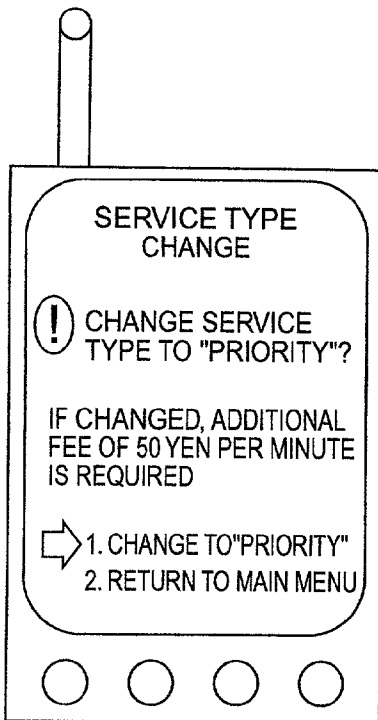 SERVICE TYPE
CHANGE
! CHANGE SERVICE
TYPE TO "PRIORITY"?
IF CHANGED, ADDITIONAL
FEE OF 50 YEN PER MINUTE
IS REQUIRED
1. CHANGE TO"PRIORITY"
2. RETURN TO MAIN MENU